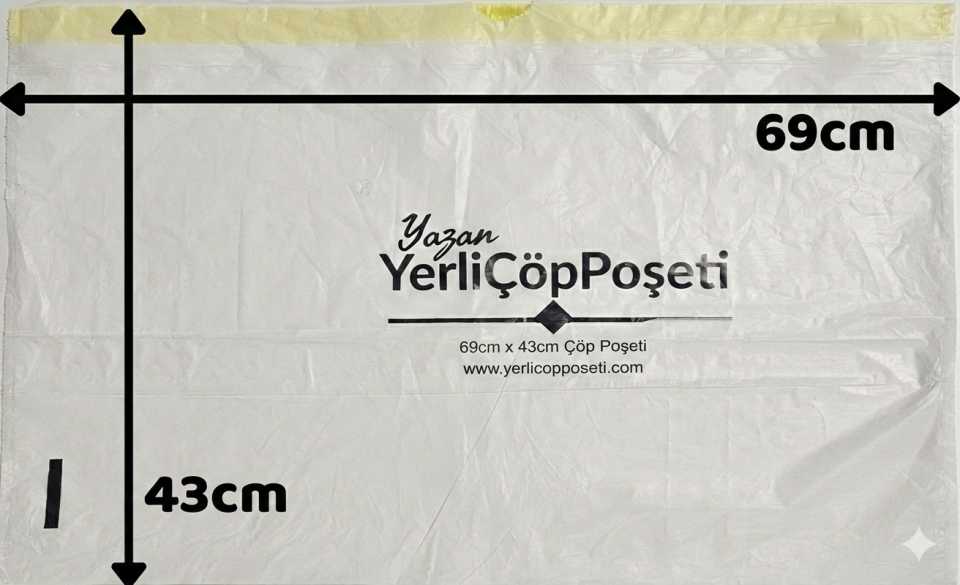 69cm
Yazan
YerliÇöpPoşeti
69cm x 43cm Çöp Poşeti
www.yerlicopposeti.com
43cm